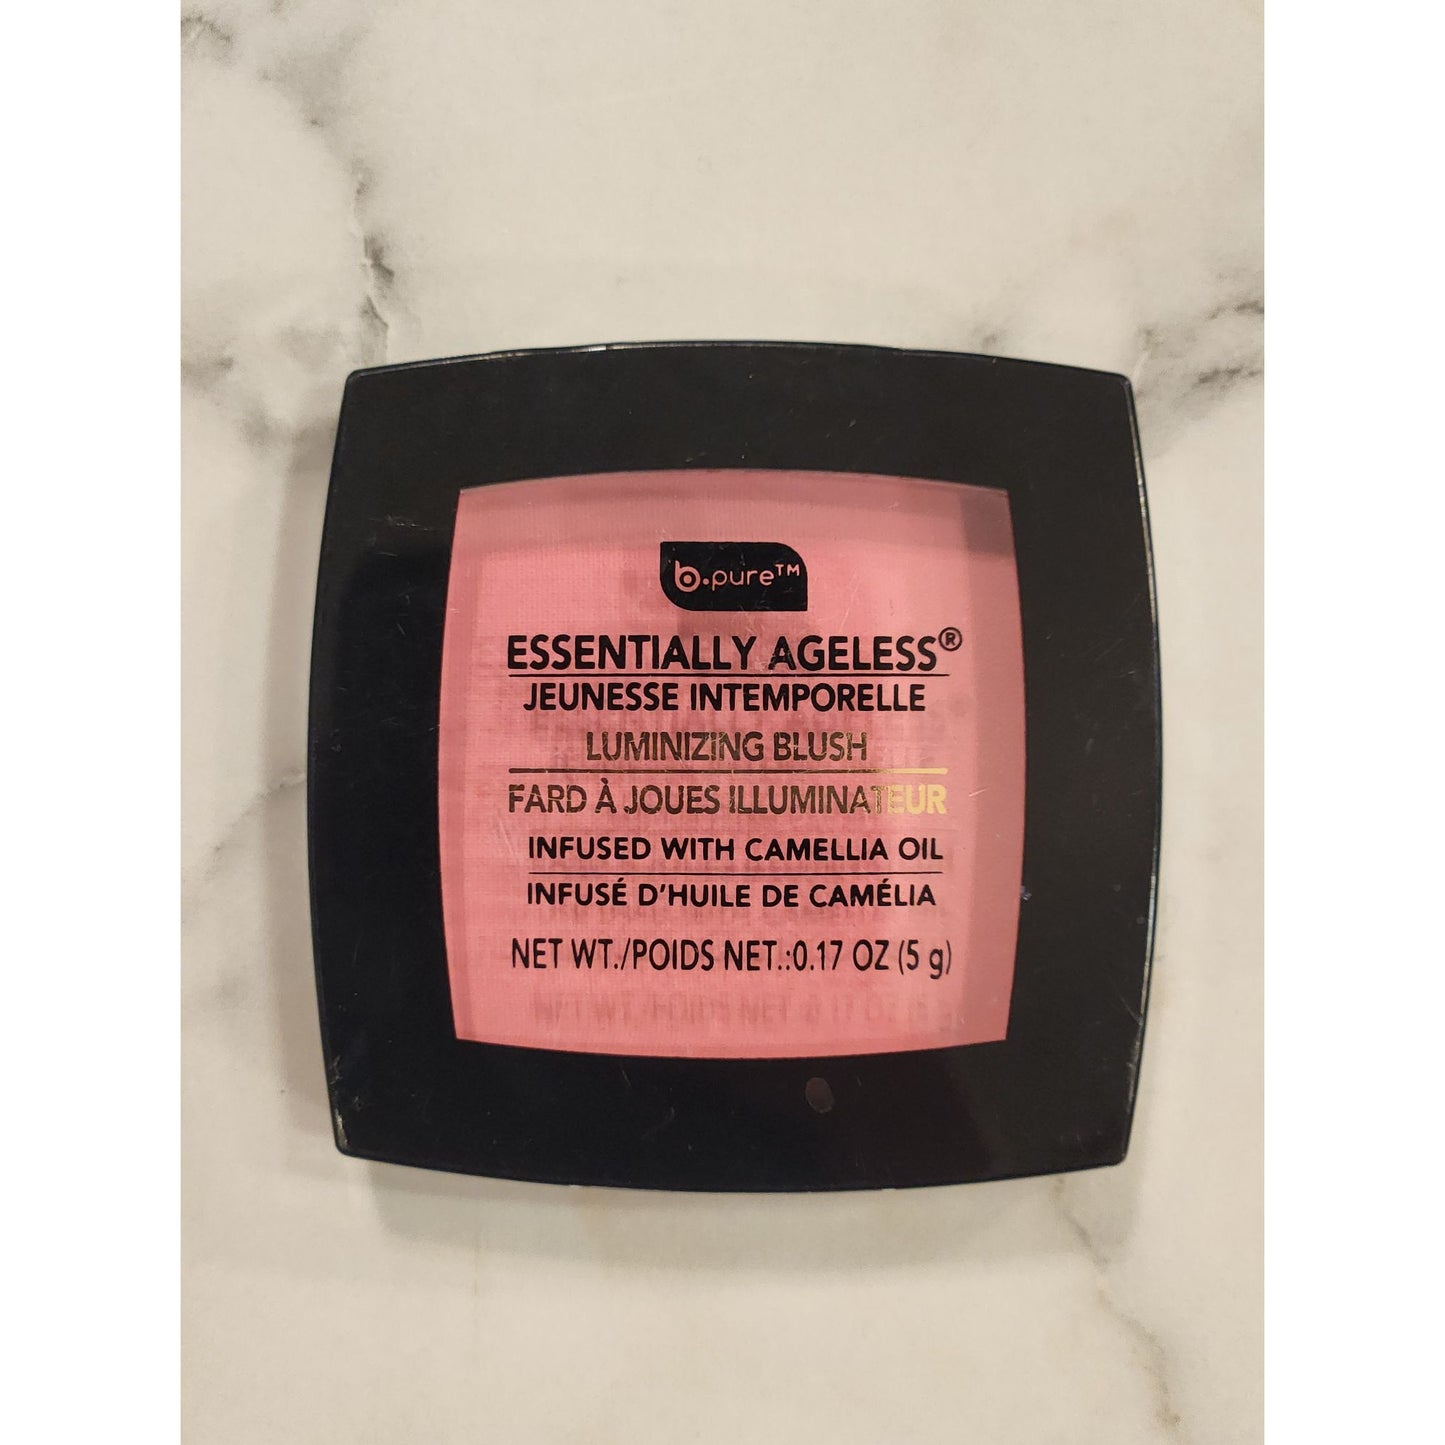 b.pure™
ESSENTIALLY AGELESS®
JEUNESSE INTEMPORELLE
LUMINIZING BLUSH
FARD À JOUES ILLUMINATEUR
INFUSED WITH CAMELLIA OIL
INFUSÉ D'HUILE DE CAMÉLIA
NET WT./POIDS NET.:0.17 OZ (5 g)